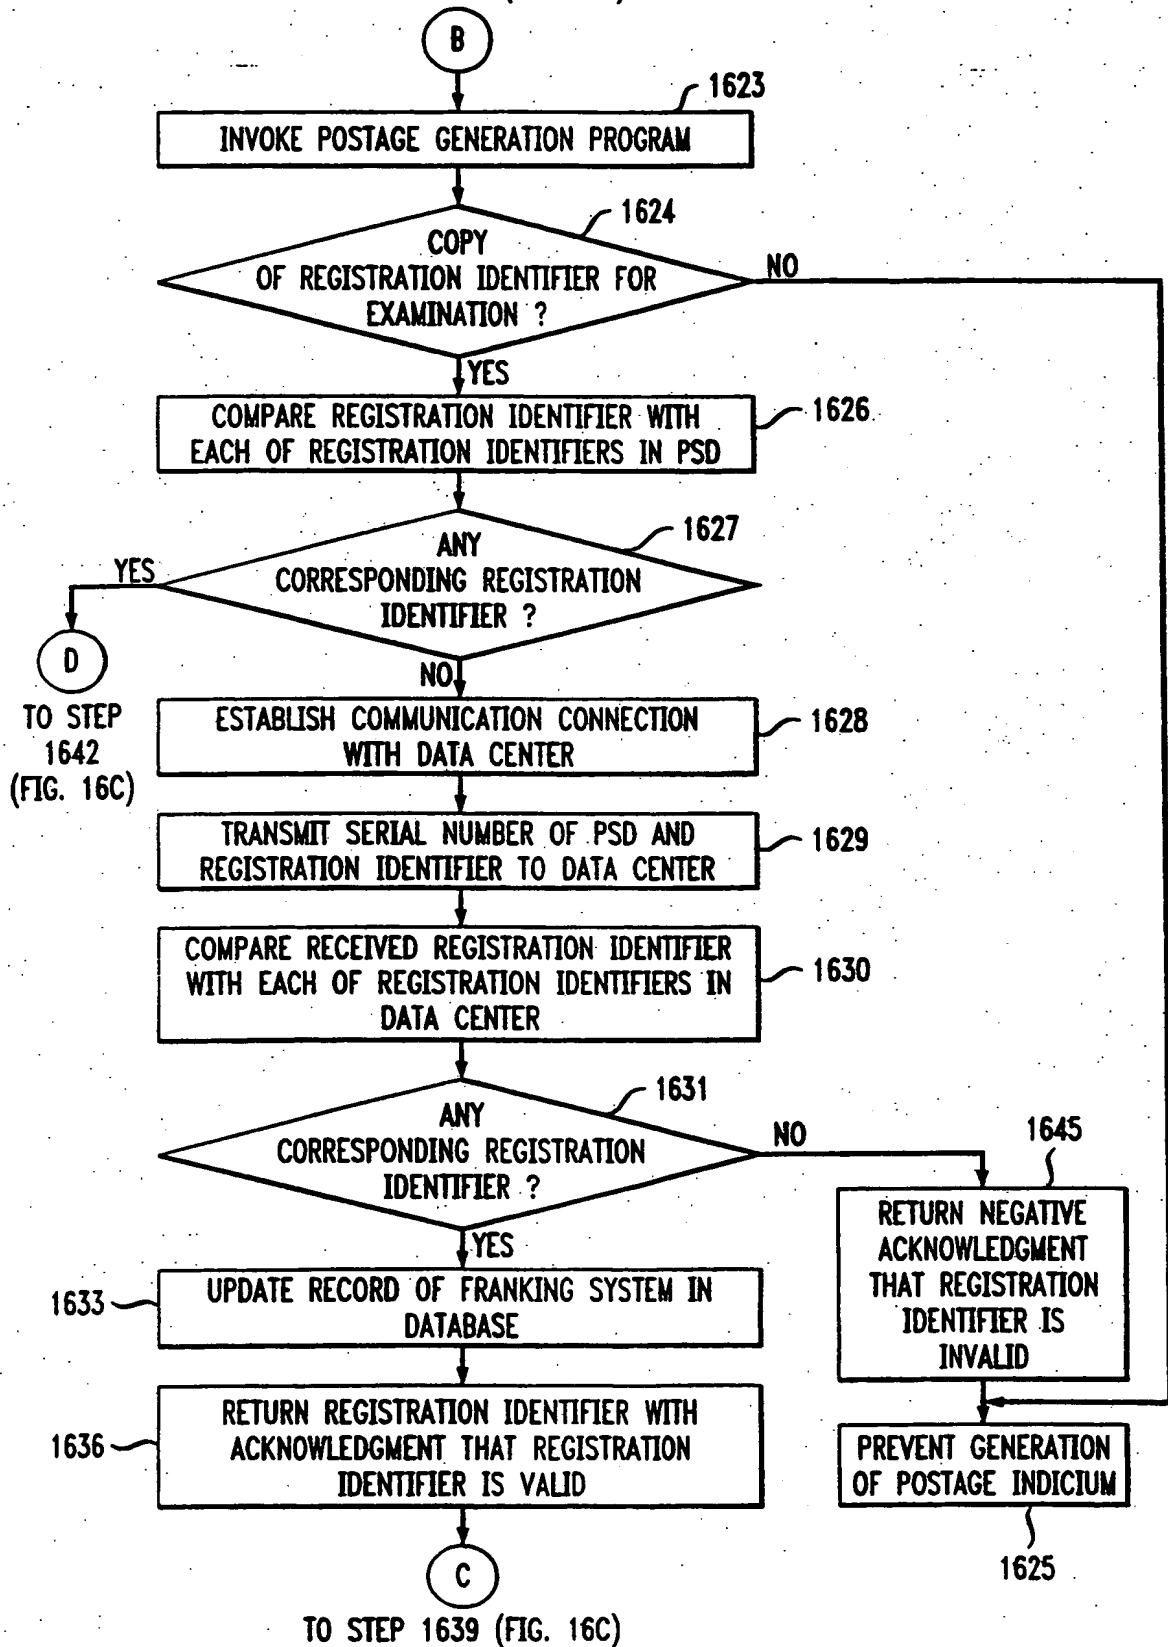 B
1623
INVOKE POSTAGE GENERATION PROGRAM
1624
COPY
OF REGISTRATION IDENTIFIER FOR
EXAMINATION ?
NO
YES
COMPARE REGISTRATION IDENTIFIER WITH
EACH OF REGISTRATION IDENTIFIERS IN PSD
1626
1627
ANY
CORRESPONDING REGISTRATION
IDENTIFIER ?
YES
D
TO STEP
1642
(FIG. 16C)
NO
ESTABLISH COMMUNICATION CONNECTION
WITH DATA CENTER
1628
TRANSMIT SERIAL NUMBER OF PSD AND
REGISTRATION IDENTIFIER TO DATA CENTER
1629
COMPARE RECEIVED REGISTRATION IDENTIFIER
WITH EACH OF REGISTRATION IDENTIFIERS IN
DATA CENTER
1630
1631
ANY
CORRESPONDING REGISTRATION
IDENTIFIER ?
NO
1645
RETURN NEGATIVE
ACKNOWLEDGMENT
THAT REGISTRATION
IDENTIFIER IS
INVALID
YES
1633
UPDATE RECORD OF FRANKING SYSTEM IN
DATABASE
1636
RETURN REGISTRATION IDENTIFIER WITH
ACKNOWLEDGMENT THAT REGISTRATION
IDENTIFIER IS VALID
PREVENT GENERATION
OF POSTAGE INDICIUM
1625
C
TO STEP 1639 (FIG. 16C)